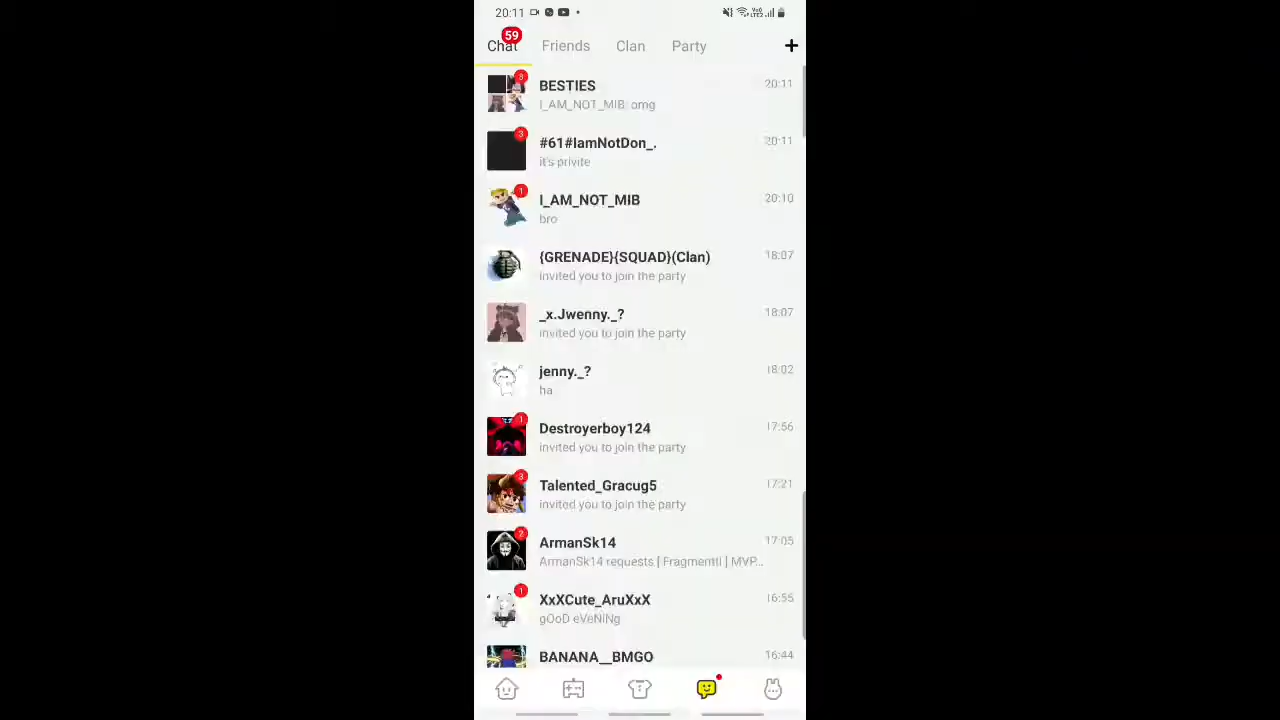 20:11
59
Chat Friends Clan Party +
3
BESTIES 20:11
I_AM_NOT_MIB: omg
3
#61#IamNotDon_. 20:11
it's privite
1
I_AM_NOT_MIB 20:10
bro
{GRENADE}{SQUAD}(Clan) 18:07
invited you to join the party
_x.Jwenny._? 18:07
invited you to join the party
jenny._? 18:02
ha
1
Destroyerboy124 17:56
invited you to join the party
3
Talented_Gracug5 17:21
invited you to join the party
2
ArmanSk14 17:05
ArmanSk14 requests | Fragmentti | MVP...
1
XxXCute_AruXxX 16:55
gOoD eVeNiNg
BANANA__BMGO 16:44